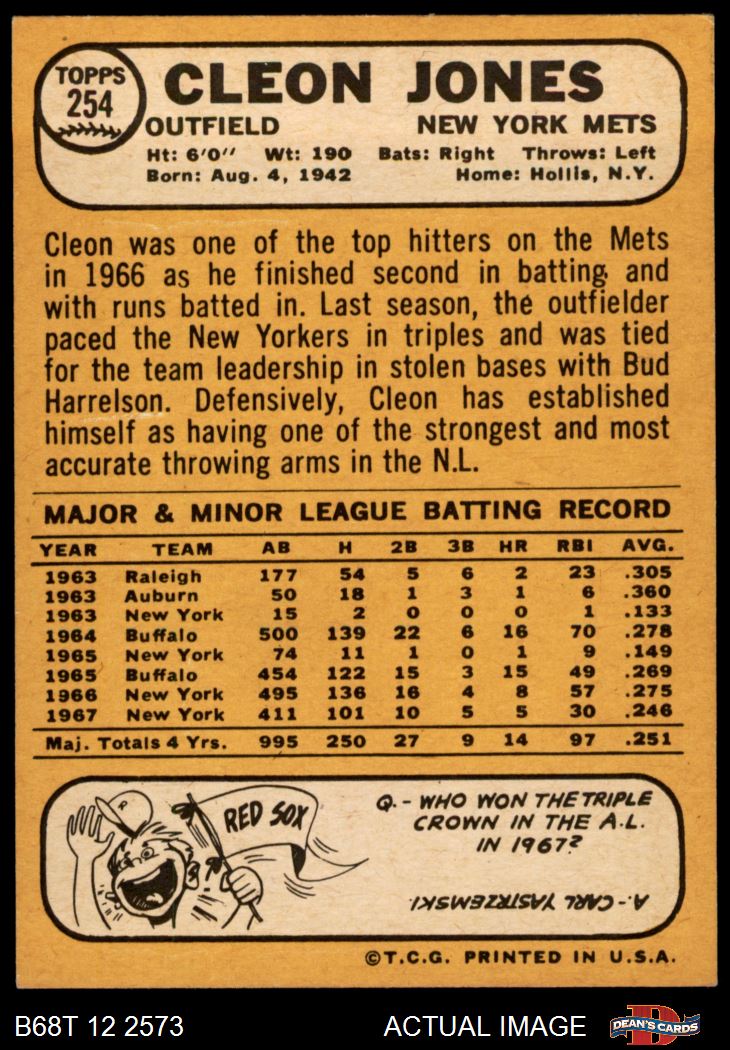 TOPPS
254
CLEON JONES
OUTFIELD NEW YORK METS
Ht: 6'0'' Wt: 190 Bats: Right Throws: Left
Born: Aug. 4, 1942 Home: Hollis, N.Y.
Cleon was one of the top hitters on the Mets
in 1966 as he finished second in batting and
with runs batted in. Last season, the outfielder
paced the New Yorkers in triples and was tied
for the team leadership in stolen bases with Bud
Harrelson. Defensively, Cleon has established
himself as having one of the strongest and most
accurate throwing arms in the N.L.
MAJOR & MINOR LEAGUE BATTING RECORD
YEAR TEAM AB H 2B 3B HR RBI AVG.
1963 Raleigh 177 54 5 6 2 23 .305
1963 Auburn 50 18 1 3 1 6 .360
1963 New York 15 2 0 0 0 1 .133
1964 Buffalo 500 139 22 6 16 70 .278
1965 New York 74 11 1 0 1 9 .149
1965 Buffalo 454 122 15 3 15 49 .269
1966 New York 495 136 16 4 8 57 .275
1967 New York 411 101 10 5 5 30 .246
Maj. Totals 4 Yrs. 995 250 27 9 14 97 .251
R
RED SOX
Q.- WHO WON THE TRIPLE
CROWN IN THE A.L.
IN 1967?
A.- CARL YASTRZEMSKI.
©T.C.G. PRINTED IN U.S.A.
B68T 12 2573 ACTUAL IMAGE
D
DEAN'S CARDS